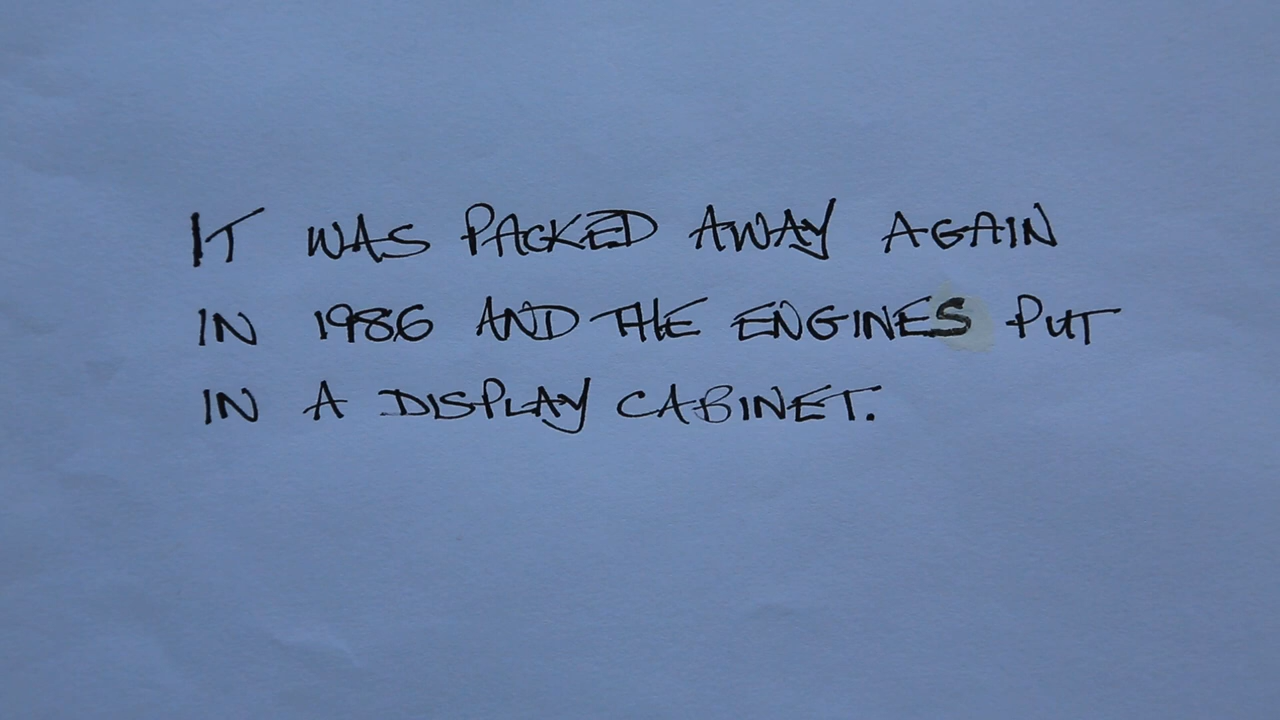 IT WAS PACKED AWAY AGAIN
IN 1986 AND THE ENGINES PUT
IN A DISPLAY CABINET.